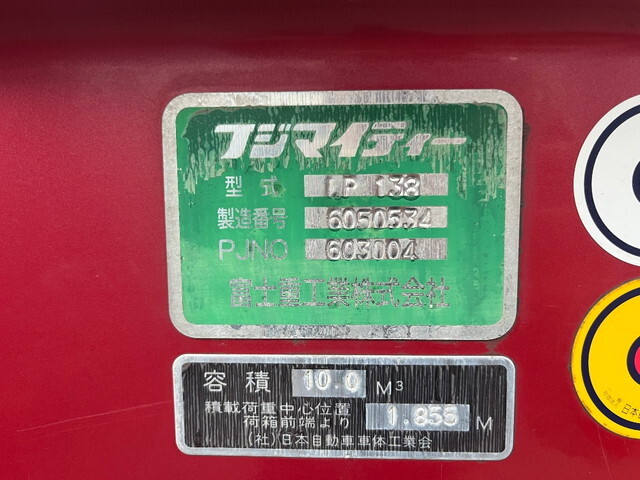 フジマイティー
型式 LP 138
製造番号 6050534
PJNO 603004
富士重工業株式会社
容積 10.0 M³
積載荷重中心位置
荷箱前端より 1.855 M
(社)日本自動車車体工業会